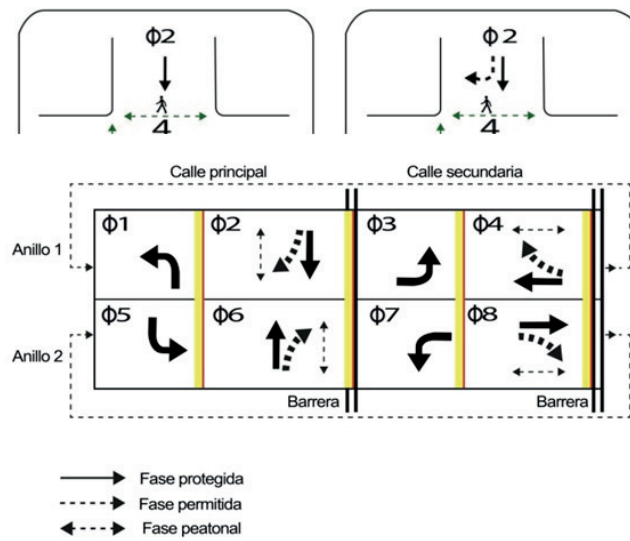 Φ2
Φ2
4
4
Calle principal
Calle secundaria
Φ1
Φ2
Φ3
Φ4
Anillo 1
Φ5
Φ6
Φ7
Φ8
Anillo 2
Barrera
Barrera
Fase protegida
Fase permitida
Fase peatonal